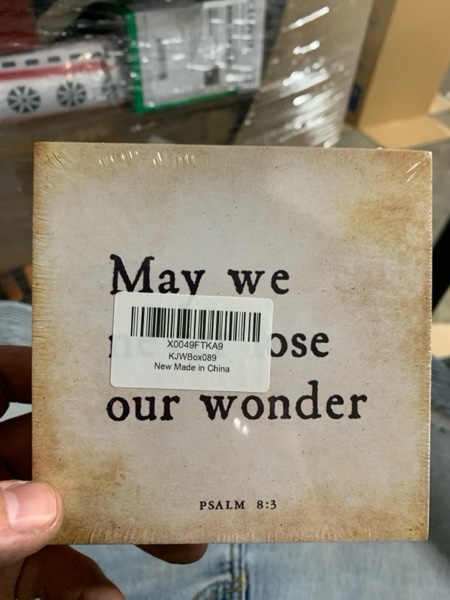 May we
X0049FTKA9
KJWBox089
New Made in China
our wonder
PSALM 8:3